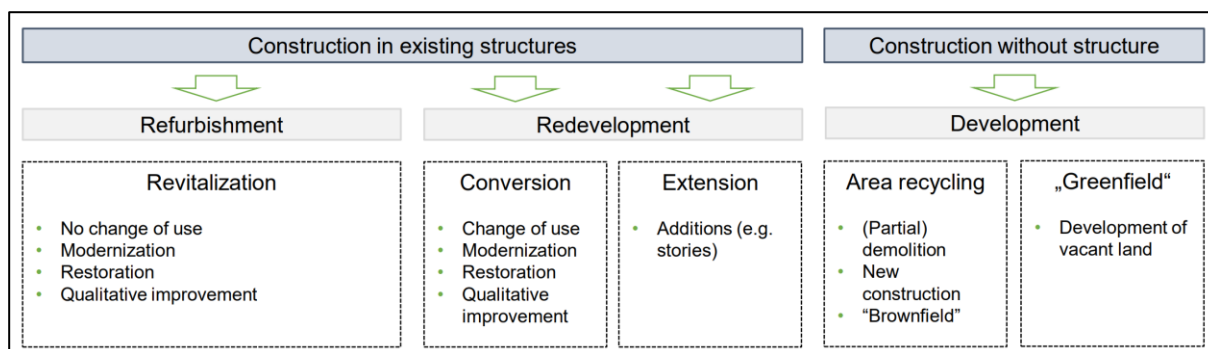 Construction in existing structures
Construction without structure
Refurbishment
Redevelopment
Development
Revitalization
• No change of use
• Modernization
• Restoration
• Qualitative improvement
Conversion
• Change of use
• Modernization
• Restoration
• Qualitative
improvement
Extension
• Additions (e.g.
stories)
Area recycling
• (Partial)
demolition
• New
construction
• “Brownfield”
„Greenfield“
• Development of
vacant land